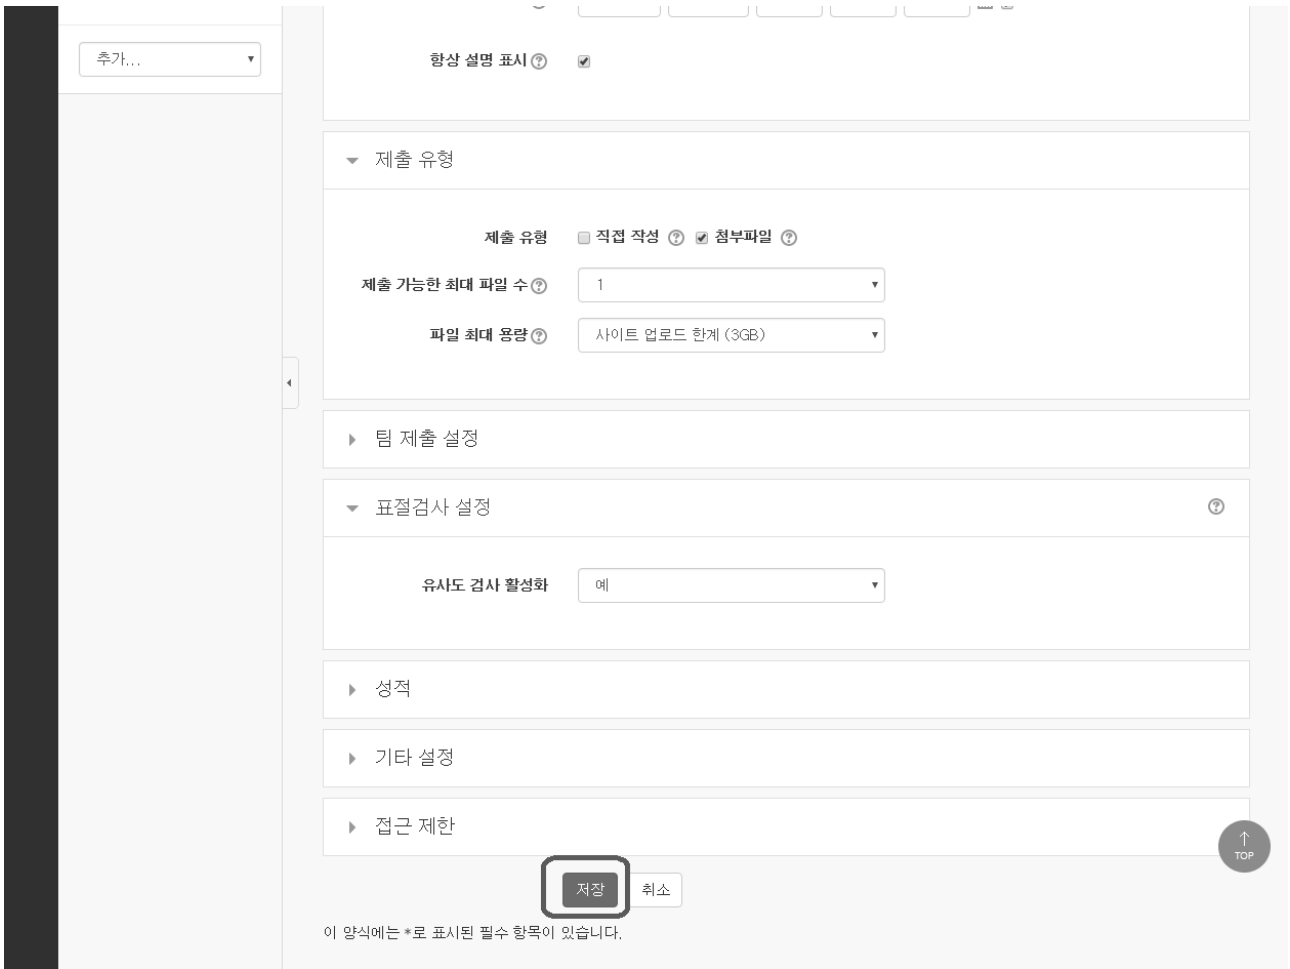 추가...
항상 설명 표시
제출 유형
제출 유형 직접 작성 첨부파일
제출 가능한 최대 파일 수 1
파일 최대 용량 사이트 업로드 한계 (3GB)
팀 제출 설정
표절검사 설정
유사도 검사 활성화 예
성적
기타 설정
접근 제한
↑
TOP
저장 취소
이 양식에는 *로 표시된 필수 항목이 있습니다.